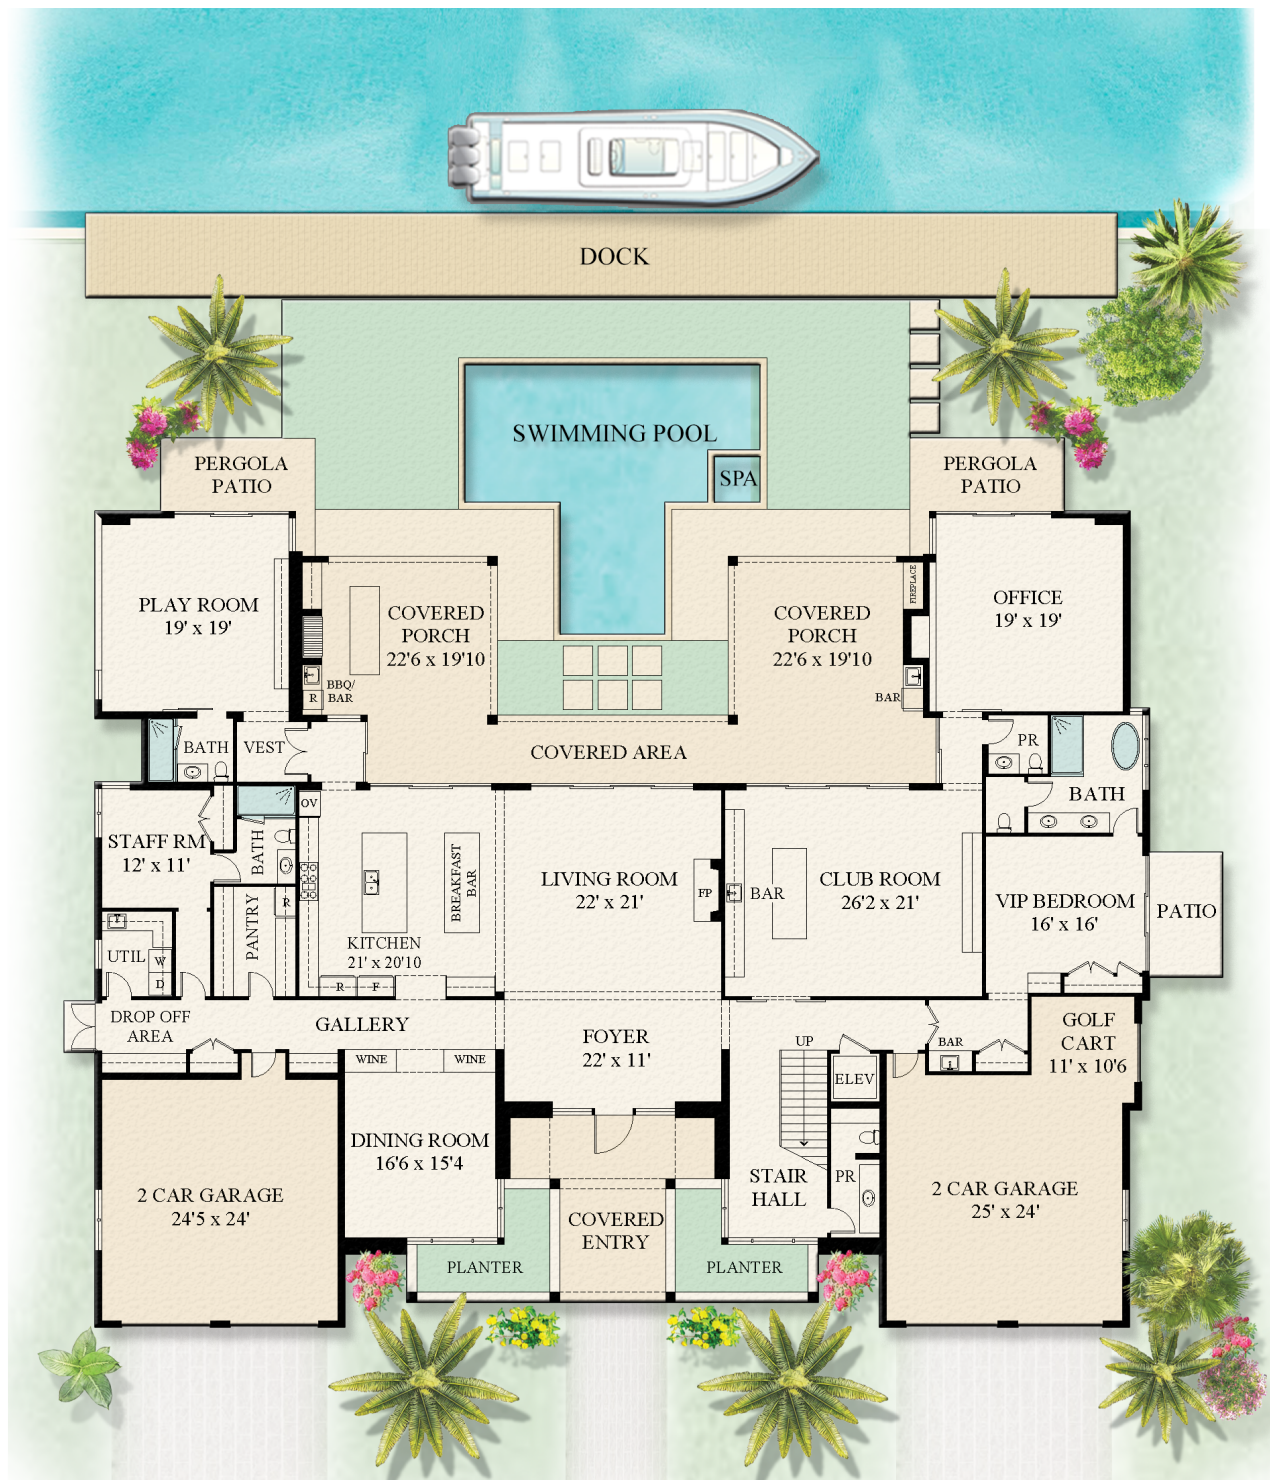 DOCK
SWIMMING POOL
SPA
PERGOLA
PATIO
PERGOLA
PATIO
PLAY ROOM
19' x 19'
COVERED
PORCH
22'6 x 19'10
BBQ/
BAR
R
COVERED
PORCH
22'6 x 19'10
FIREPLACE
BAR
OFFICE
19' x 19'
BATH
VEST
COVERED AREA
PR
BATH
OV
STAFF RM
12' x 11'
BATH
R
PANTRY
UTIL
W
D
BREAKFAST
BAR
KITCHEN
21' x 20'10
R
F
LIVING ROOM
22' x 21'
FP
BAR
CLUB ROOM
26'2 x 21'
VIP BEDROOM
16' x 16'
PATIO
DROP OFF
AREA
GALLERY
WINE
WINE
FOYER
22' x 11'
UP
ELEV
BAR
GOLF
CART
11' x 10'6
DINING ROOM
16'6 x 15'4
2 CAR GARAGE
24'5 x 24'
STAIR
HALL
PR
2 CAR GARAGE
25' x 24'
COVERED
ENTRY
PLANTER
PLANTER